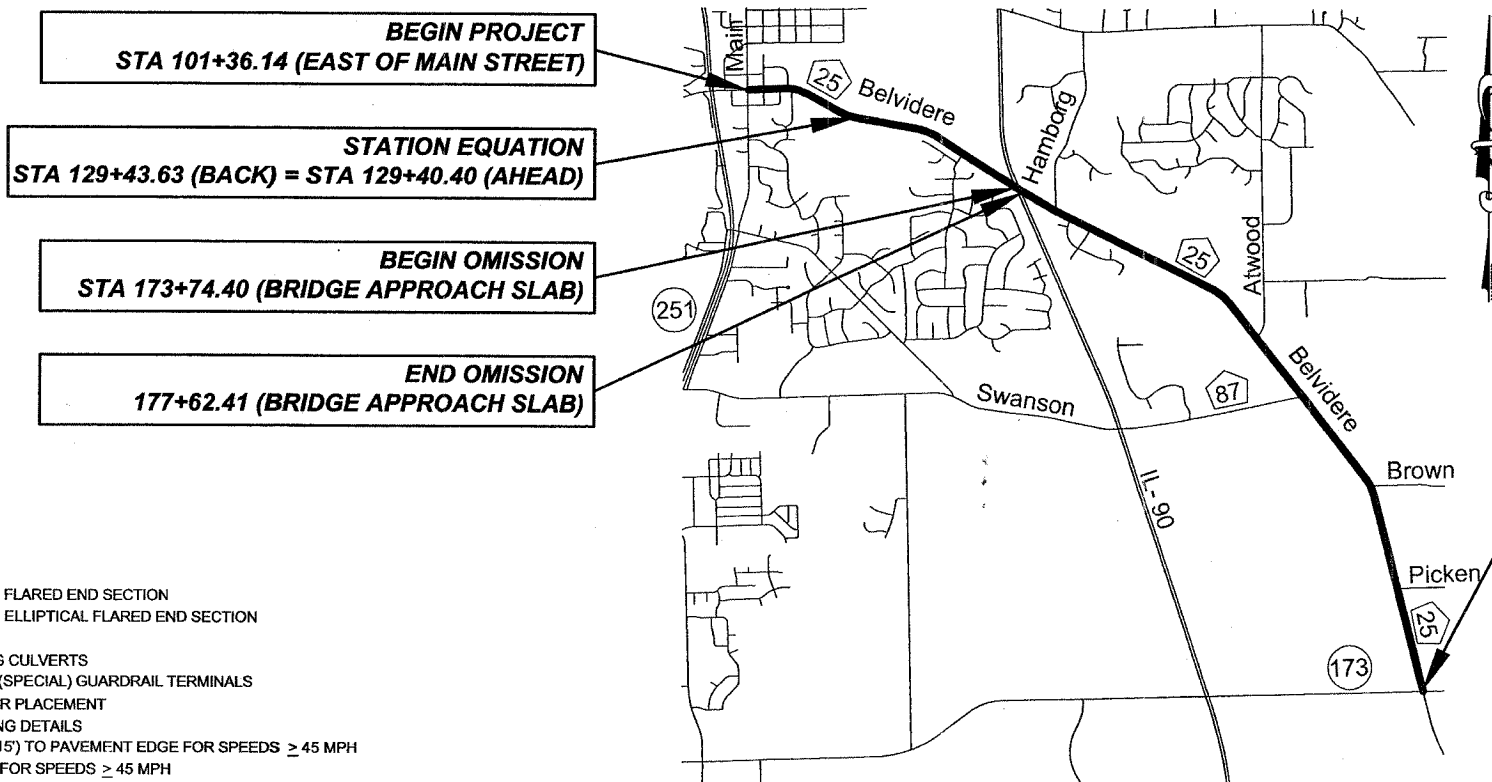 BEGIN PROJECT
STA 101+36.14 (EAST OF MAIN STREET)
STATION EQUATION
STA 129+43.63 (BACK) = STA 129+40.40 (AHEAD)
BEGIN OMISSION
STA 173+74.40 (BRIDGE APPROACH SLAB)
END OMISSION
177+62.41 (BRIDGE APPROACH SLAB)
Main
25
Belvidere
Hamborg
251
25
Atwood
Belvidere
87
Swanson
IL-90
Brown
Picken
25
173
FLARED END SECTION
ELLIPTICAL FLARED END SECTION
CULVERTS
(SPECIAL) GUARDRAIL TERMINALS
PLACEMENT
DETAILS
TO PAVEMENT EDGE FOR SPEEDS ≥ 45 MPH
FOR SPEEDS ≥ 45 MPH